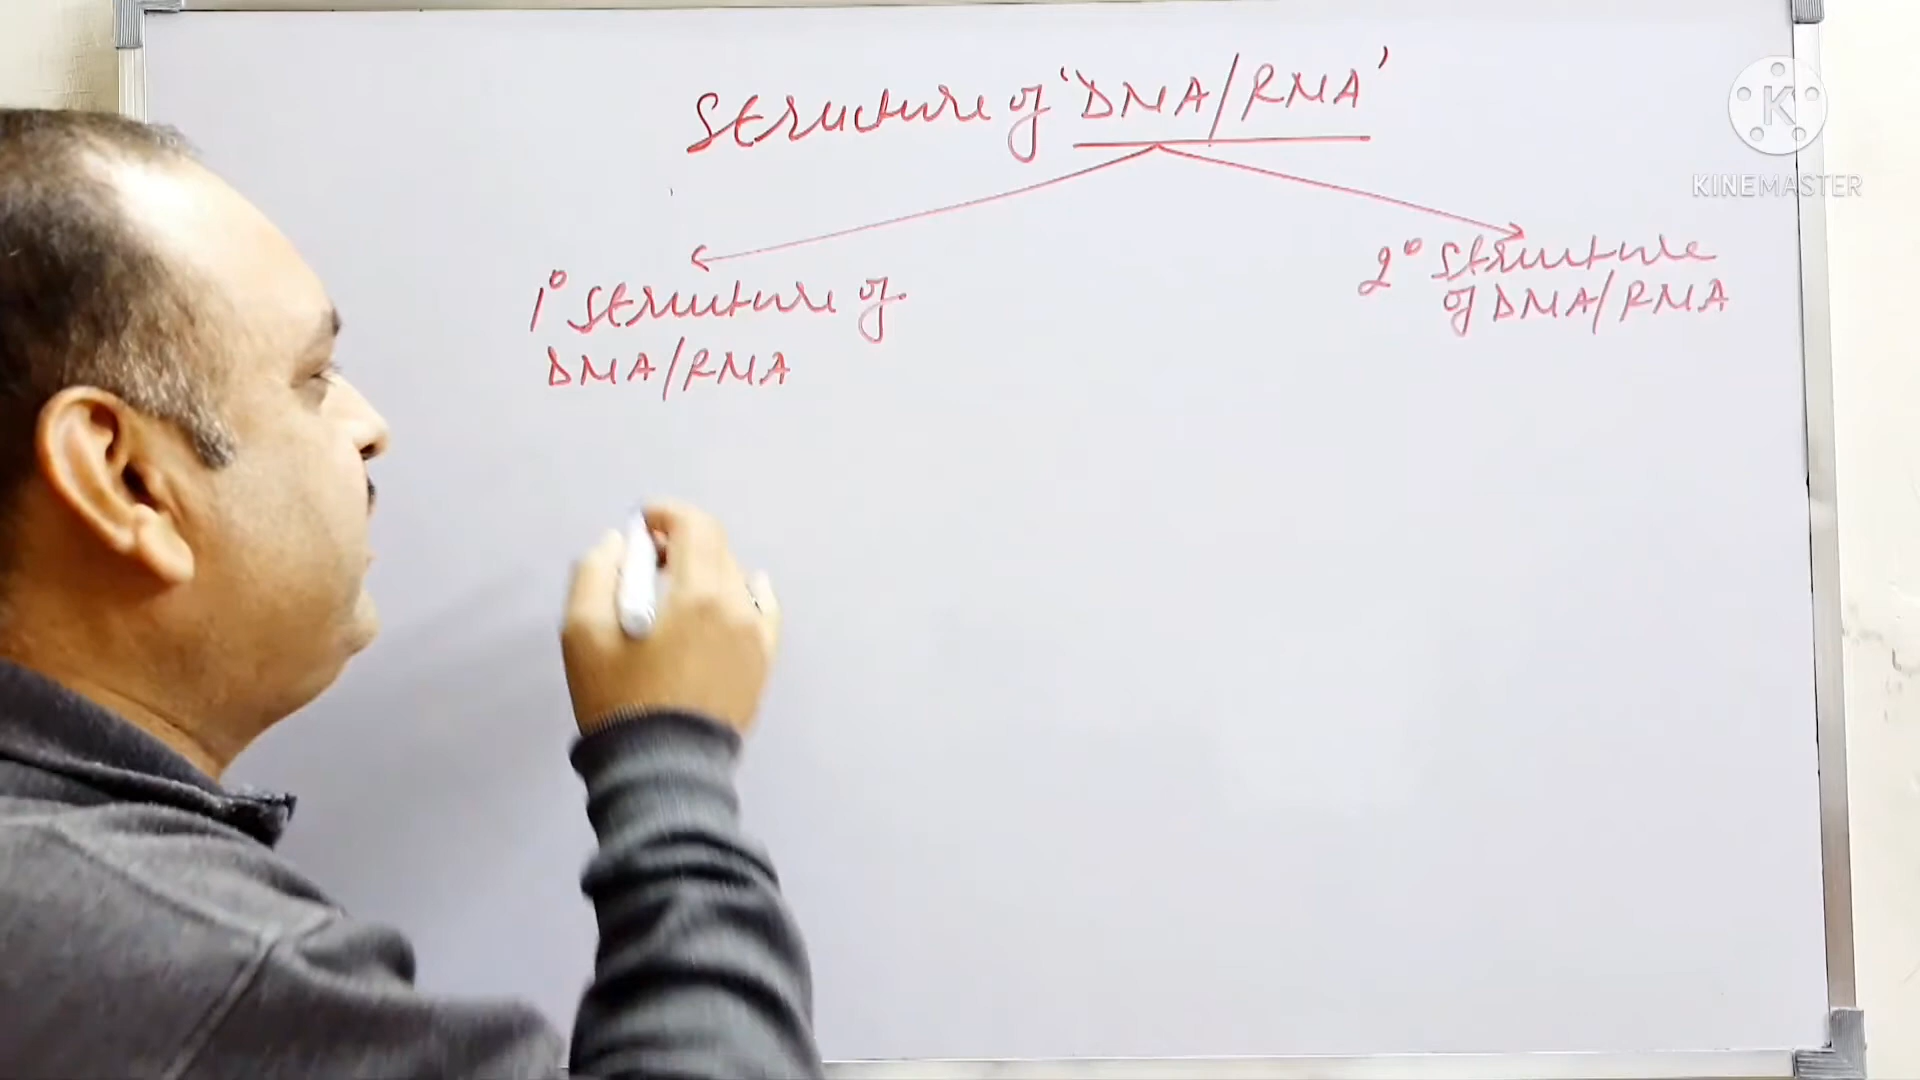 Structure of 'DNA/RNA'
1° Structure of
DNA/RNA
2° Structure
of DNA/RNA
K
KINEMASTER